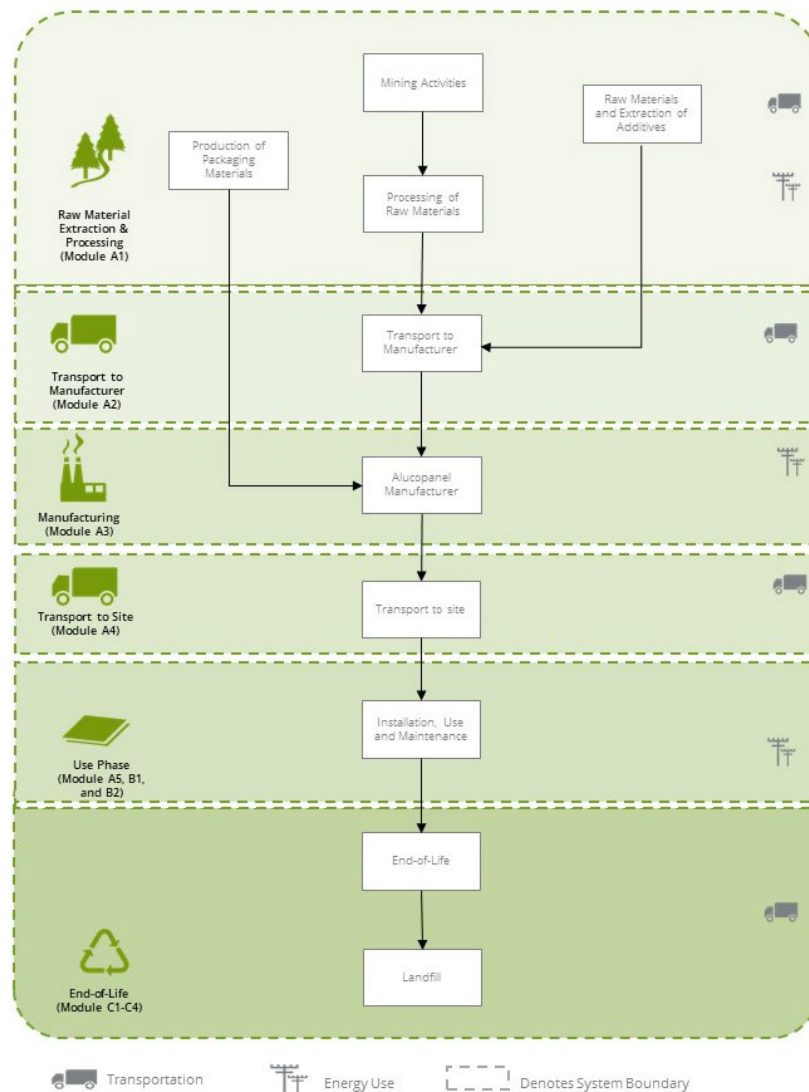 Mining Activities
Raw Materials
and Extraction of
Additives
Production of
Packaging
Materials
Processing of
Raw Materials
Raw Material
Extraction &
Processing
(Module A1)
Transport to
Manufacturer
Transport to
Manufacturer
(Module A2)
Alucopanel
Manufacturer
Manufacturing
(Module A3)
Transport to site
Transport to Site
(Module A4)
Installation, Use
and Maintenance
Use Phase
(Module A5, B1,
and B2)
End-of-Life
Landfill
End-of-Life
(Module C1-C4)
Transportation
Energy Use
Denotes System Boundary